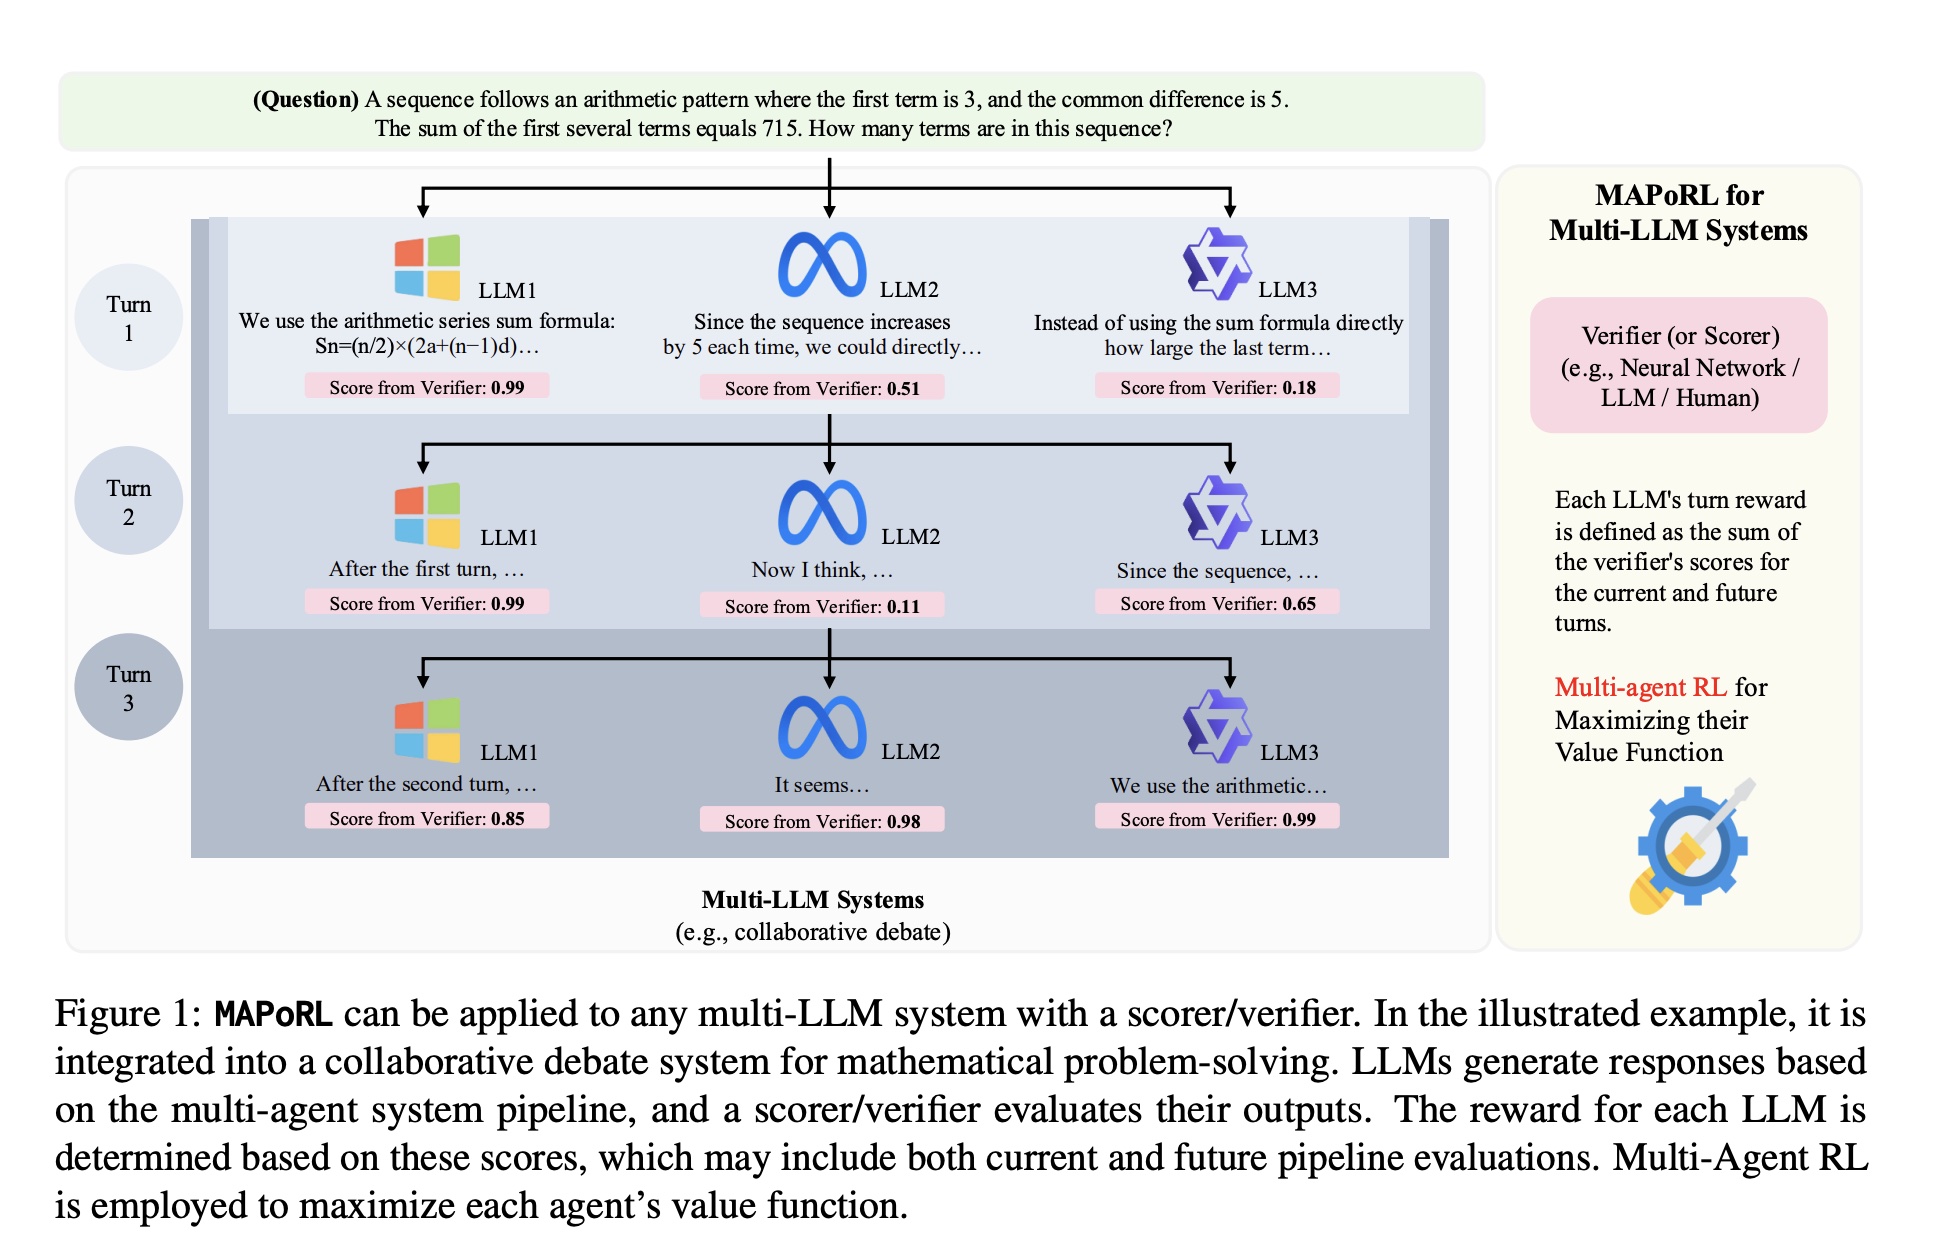 (Question) A sequence follows an arithmetic pattern where the first term is 3, and the common difference is 5.
The sum of the first several terms equals 715. How many terms are in this sequence?
Turn
1
LLM1
We use the arithmetic series sum formula:
Sn=(n/2)×(2a+(n−1)d)…
Score from Verifier: 0.99
LLM2
Since the sequence increases
by 5 each time, we could directly…
Score from Verifier: 0.51
LLM3
Instead of using the sum formula directly
how large the last term…
Score from Verifier: 0.18
Turn
2
LLM1
After the first turn, …
Score from Verifier: 0.99
LLM2
Now I think, …
Score from Verifier: 0.11
LLM3
Since the sequence, …
Score from Verifier: 0.65
Turn
3
LLM1
After the second turn, …
Score from Verifier: 0.85
LLM2
It seems…
Score from Verifier: 0.98
LLM3
We use the arithmetic…
Score from Verifier: 0.99
Multi-LLM Systems
(e.g., collaborative debate)
MAPoRL for
Multi-LLM Systems
Verifier (or Scorer)
(e.g., Neural Network /
LLM / Human)
Each LLM's turn reward
is defined as the sum of
the verifier's scores for
the current and future
turns.
Multi-agent RL for
Maximizing their
Value Function
Figure 1: MAPoRL can be applied to any multi-LLM system with a scorer/verifier. In the illustrated example, it is
integrated into a collaborative debate system for mathematical problem-solving. LLMs generate responses based
on the multi-agent system pipeline, and a scorer/verifier evaluates their outputs. The reward for each LLM is
determined based on these scores, which may include both current and future pipeline evaluations. Multi-Agent RL
is employed to maximize each agent’s value function.